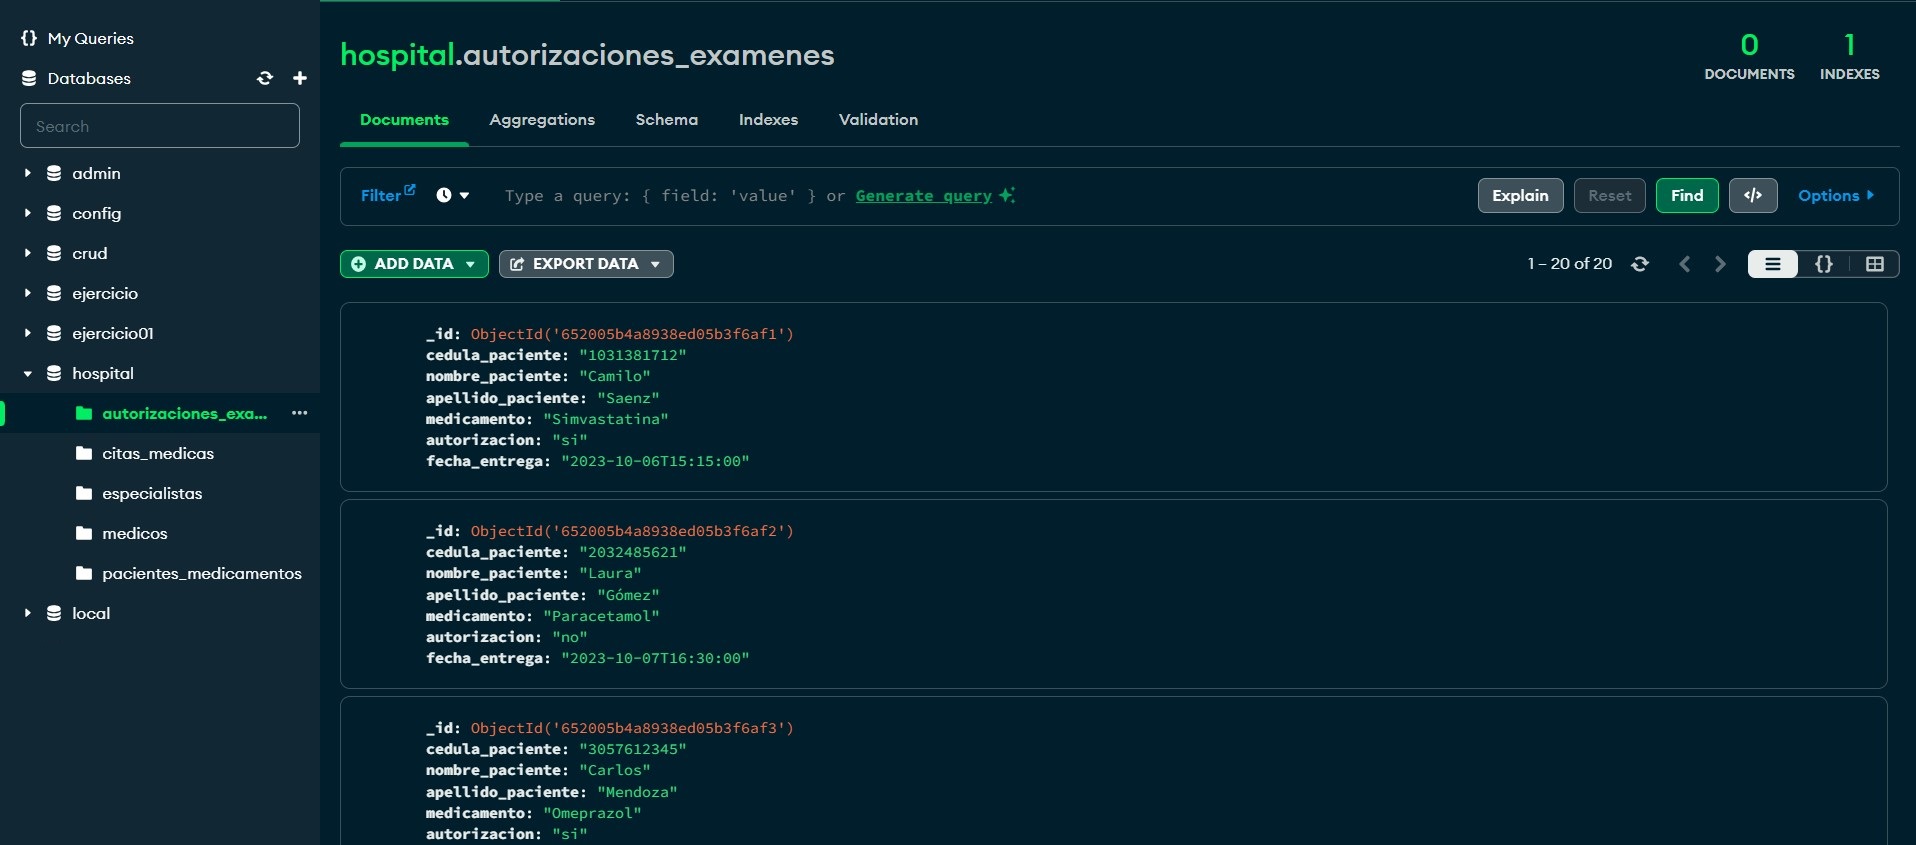 My Queries
Databases
Search
admin
config
crud
ejercicio
ejercicio01
hospital
autorizaciones_exa...
citas_medicas
especialistas
medicos
pacientes_medicamentos
local
hospital.autorizaciones_examenes
0
DOCUMENTS
1
INDEXES
Documents Aggregations Schema Indexes Validation
Filter Type a query: { field: 'value' } or Generate query Explain Reset Find </> Options
ADD DATA EXPORT DATA 1 – 20 of 20 {}
_id: ObjectId('652005b4a8938ed05b3f6af1')
cedula_paciente: "1031381712"
nombre_paciente: "Camilo"
apellido_paciente: "Saenz"
medicamento: "Simvastatina"
autorizacion: "si"
fecha_entrega: "2023-10-06T15:15:00"
_id: ObjectId('652005b4a8938ed05b3f6af2')
cedula_paciente: "2032485621"
nombre_paciente: "Laura"
apellido_paciente: "Gómez"
medicamento: "Paracetamol"
autorizacion: "no"
fecha_entrega: "2023-10-07T16:30:00"
_id: ObjectId('652005b4a8938ed05b3f6af3')
cedula_paciente: "3057612345"
nombre_paciente: "Carlos"
apellido_paciente: "Mendoza"
medicamento: "Omeprazol"
autorizacion: "si"